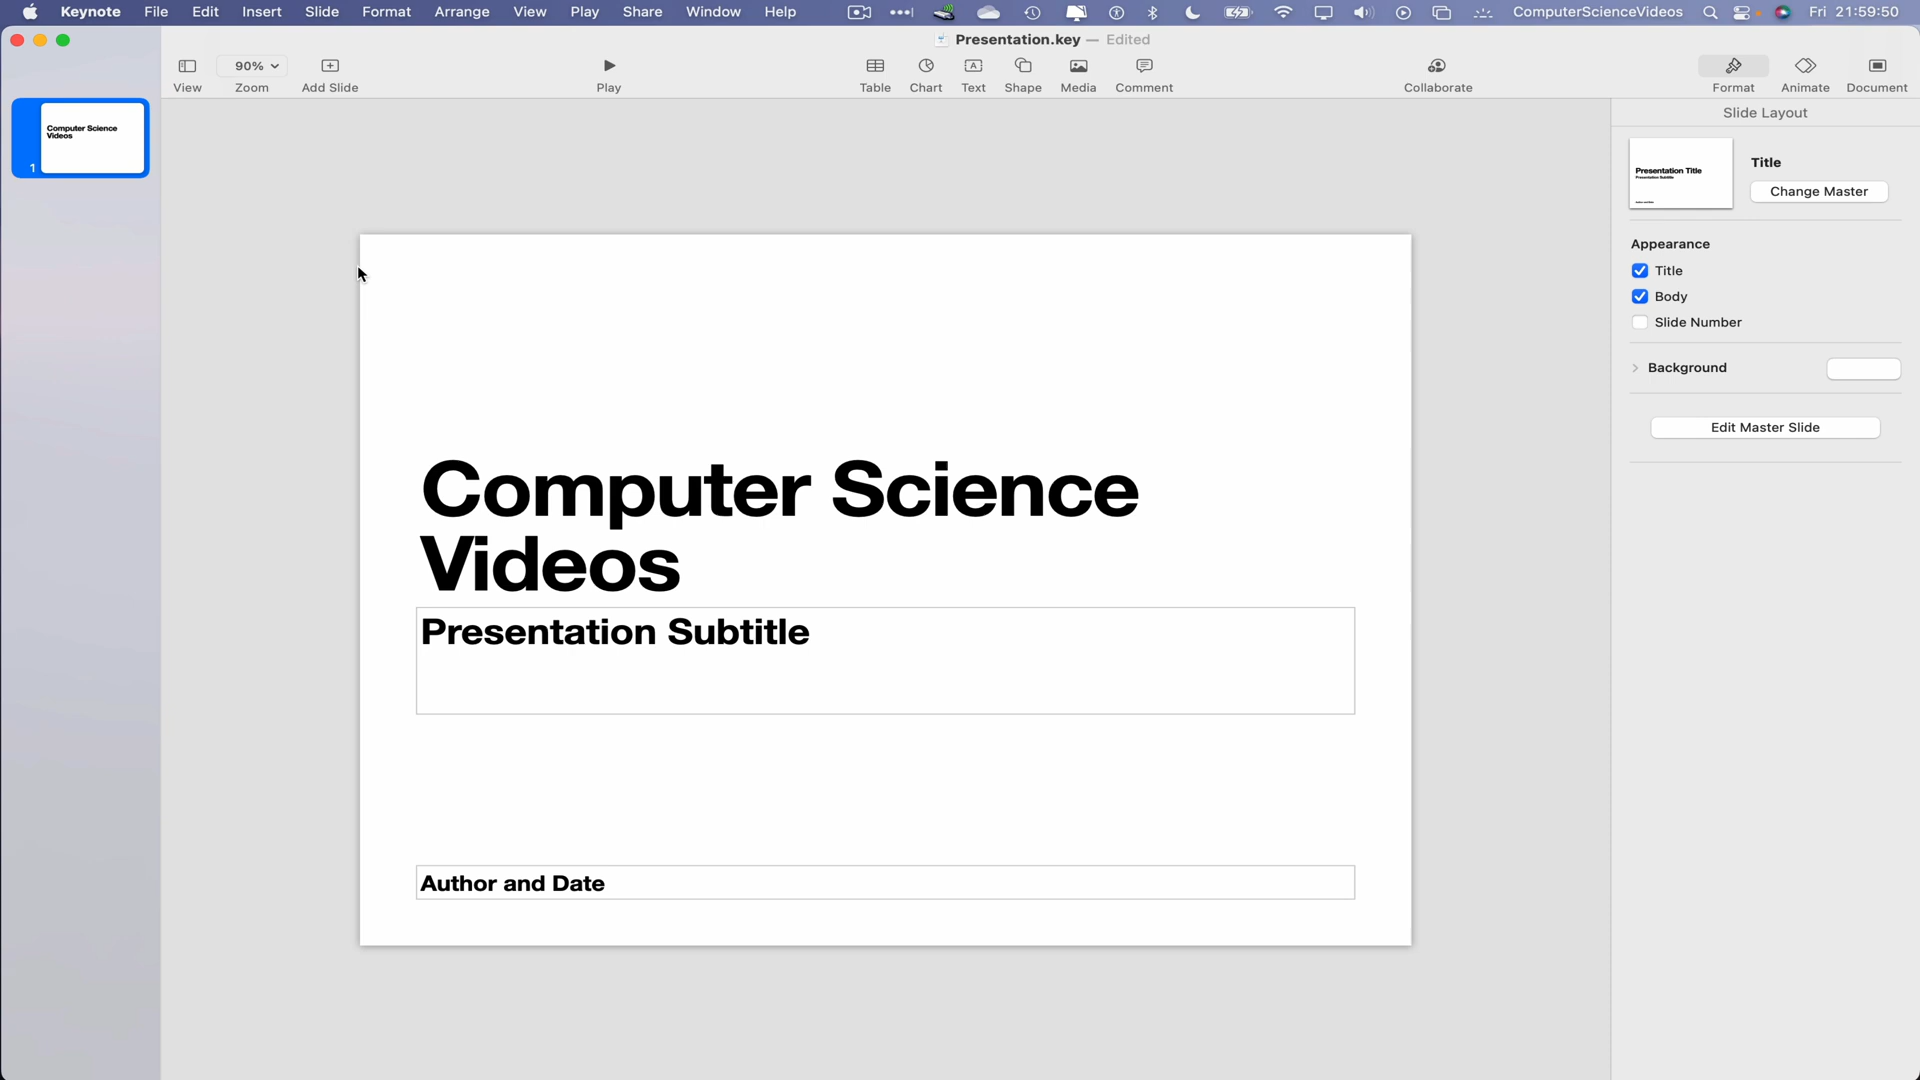 Keynote File Edit Insert Slide Format Arrange View Play Share Window Help ComputerScienceVideos Fri 21:59:50
Presentation.key — Edited
90%
View Zoom Add Slide Play Table Chart Text Shape Media Comment Collaborate Format Animate Document
Computer Science
Videos
1
Computer Science
Videos
Presentation Subtitle
Author and Date
Slide Layout
Presentation Title
Presentation Subtitle
Title
Change Master
Appearance
Title
Body
Slide Number
Background
Edit Master Slide